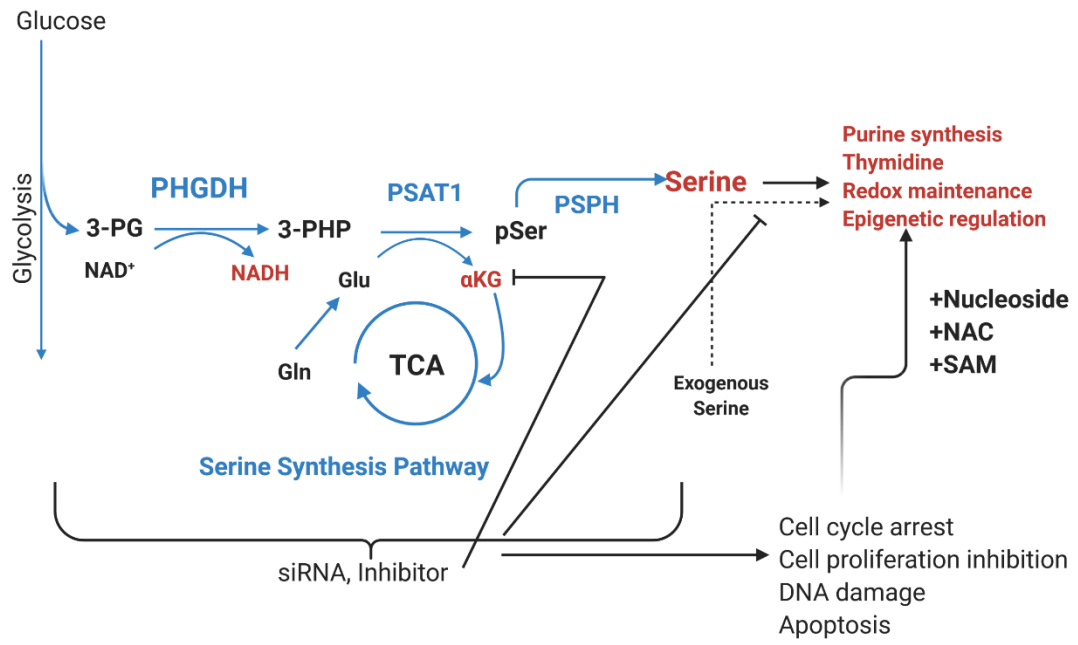 Glucose
Glycolysis
PHGDH
3-PG
3-PHP
NAD⁺
NADH
PSAT1
pSer
Glu
αKG
Gln
TCA
PSPH
Serine
Purine synthesis
Thymidine
Redox maintenance
Epigenetic regulation
Exogenous
Serine
+Nucleoside
+NAC
+SAM
Serine Synthesis Pathway
siRNA, Inhibitor
Cell cycle arrest
Cell proliferation inhibition
DNA damage
Apoptosis